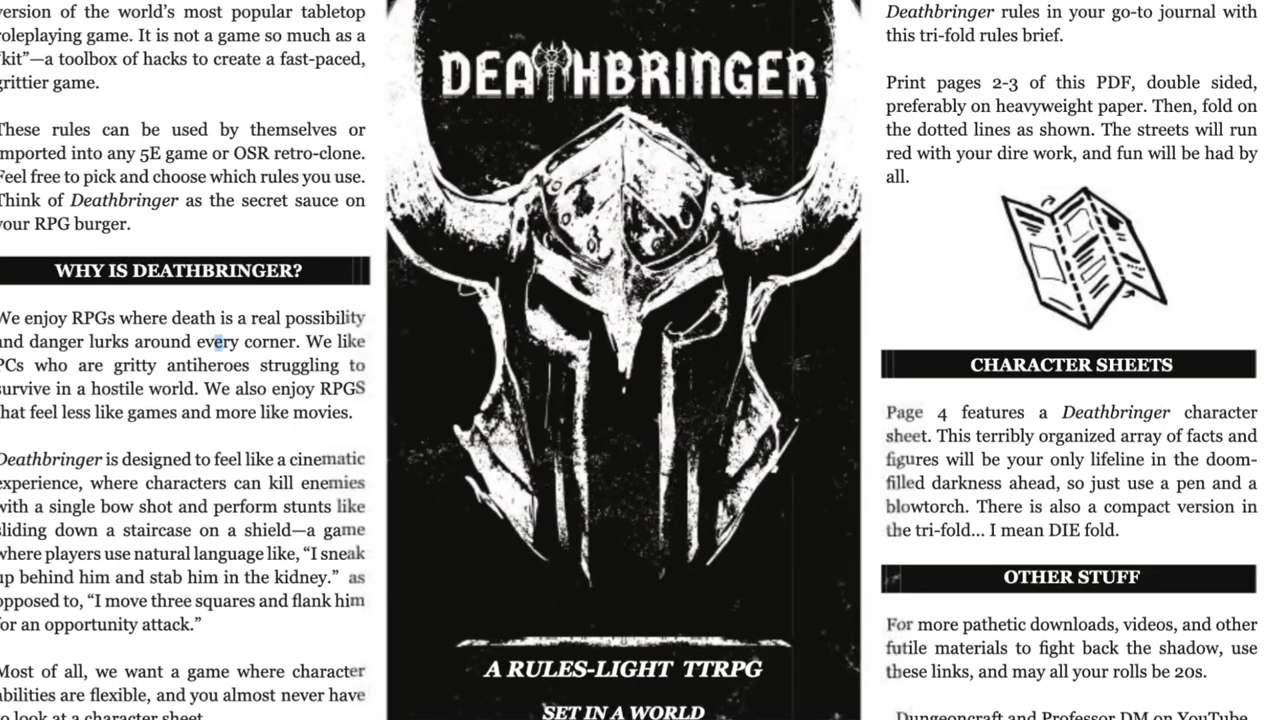 version of the world's most popular tabletop
roleplaying game. It is not a game so much as a
"kit"—a toolbox of hacks to create a fast-paced,
grittier game.
These rules can be used by themselves or
imported into any 5E game or OSR retro-clone.
Feel free to pick and choose which rules you use.
Think of Deathbringer as the secret sauce on
your RPG burger.
WHY IS DEATHBRINGER?
We enjoy RPGs where death is a real possibility
and danger lurks around every corner. We like
PCs who are gritty antiheroes struggling to
survive in a hostile world. We also enjoy RPGS
that feel less like games and more like movies.
Deathbringer is designed to feel like a cinematic
experience, where characters can kill enemies
with a single bow shot and perform stunts like
sliding down a staircase on a shield—a game
where players use natural language like, "I sneak
up behind him and stab him in the kidney." as
opposed to, "I move three squares and flank him
for an opportunity attack."
Most of all, we want a game where character
abilities are flexible, and you almost never have
to look at a character sheet.
DEATHBRINGER
A RULES-LIGHT TTRPG
SET IN A WORLD
Deathbringer rules in your go-to journal with
this tri-fold rules brief.
Print pages 2-3 of this PDF, double sided,
preferably on heavyweight paper. Then, fold on
the dotted lines as shown. The streets will run
red with your dire work, and fun will be had by
all.
CHARACTER SHEETS
Page 4 features a Deathbringer character
sheet. This terribly organized array of facts and
figures will be your only lifeline in the doom-
filled darkness ahead, so just use a pen and a
blowtorch. There is also a compact version in
the tri-fold... I mean DIE fold.
OTHER STUFF
For more pathetic downloads, videos, and other
futile materials to fight back the shadow, use
these links, and may all your rolls be 20s.
Dungeoncraft and Professor DM on YouTube